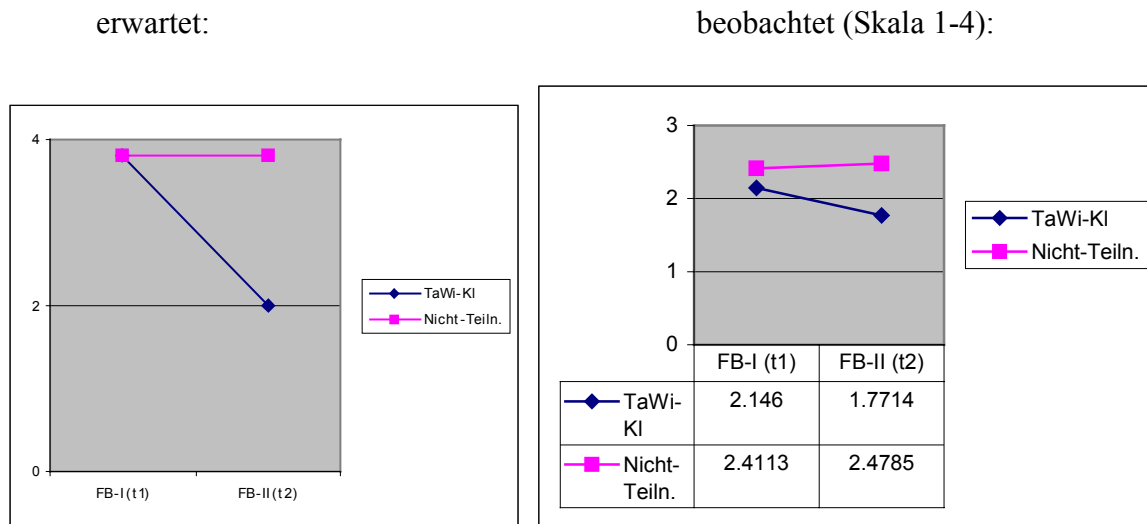 erwartet:
beobachtet (Skala 1-4):
4
2
0
FB-I (t1)
FB-II (t2)
TaWi-Kl
Nicht-Teiln.
3
2
1
0
FB-I (t1) FB-II (t2)
TaWi-
Kl
2.146 1.7714
Nicht-
Teiln.
2.4113 2.4785
TaWi-Kl
Nicht-Teiln.